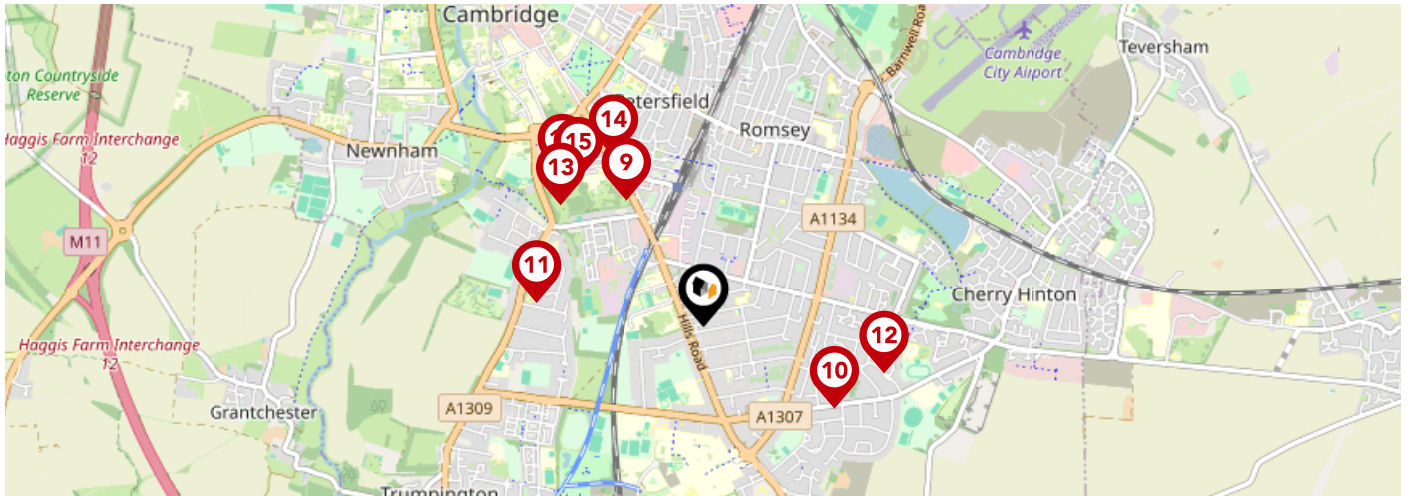 Cambridge
Barnwell Roa
Teversham
Cambridge
City Airport
ton Countryside
Reserve
Petersfield
14
Romsey
15
Haggis Farm Interchange
12
Newnham
13
9
A1134
M11
11
Cherry Hinton
Hills Road
12
Haggis Farm Interchange
12
10
Grantchester
A1309
A1307
Trumpington